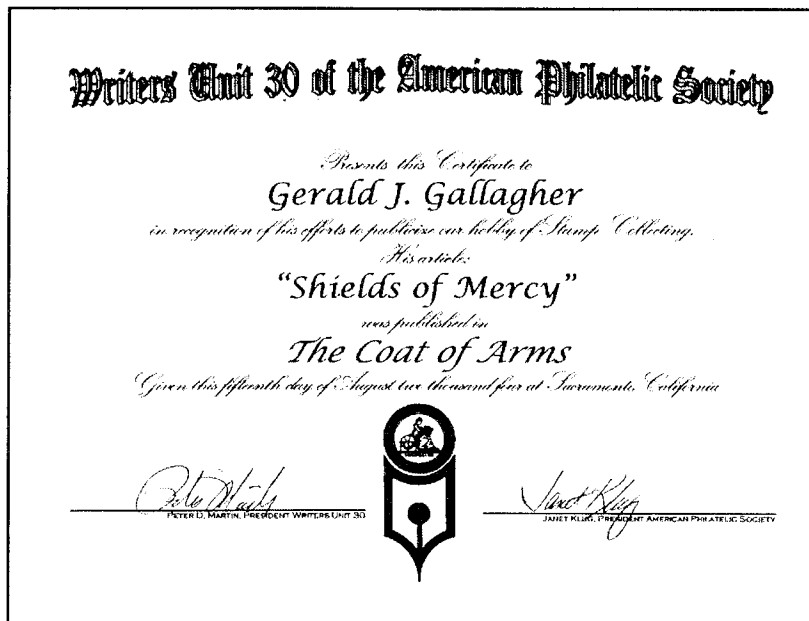 Writers Unit 30 of the American Philatelic Society
Presents this Certificate to
Gerald J. Gallagher
in recognition of his efforts to publicize our hobby of Stamp Collecting.
His article:
“Shields of Mercy”
was published in
The Coat of Arms
Given this fifteenth day of August two thousand four at Sacramento, California
Peter D. Martin, President Writers Unit 30
Janet Klug, President American Philatelic Society